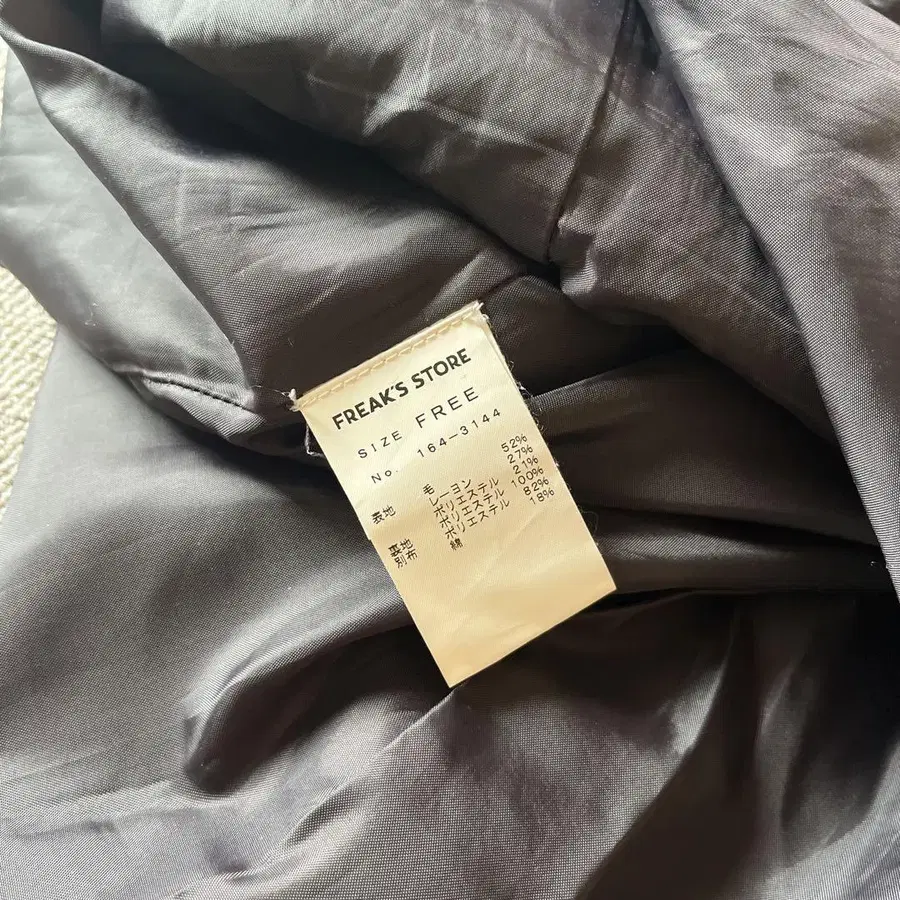 FREAK'S STORE
SIZE FREE
No. 164-3144
表地 毛 52%
レーヨン 27%
ポリエステル 21%
裏地 ポリエステル 100%
別布 ポリエステル 82%
綿 18%